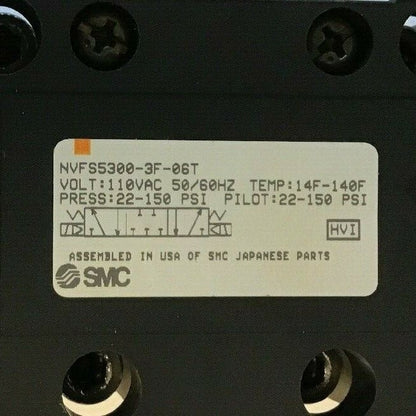 NVFS5300-3F-06T
VOLT:110VAC 50/60HZ TEMP:14F-140F
PRESS:22-150 PSI PILOT:22-150 PSI
HVI
ASSEMBLED IN USA OF SMC JAPANESE PARTS
SMC